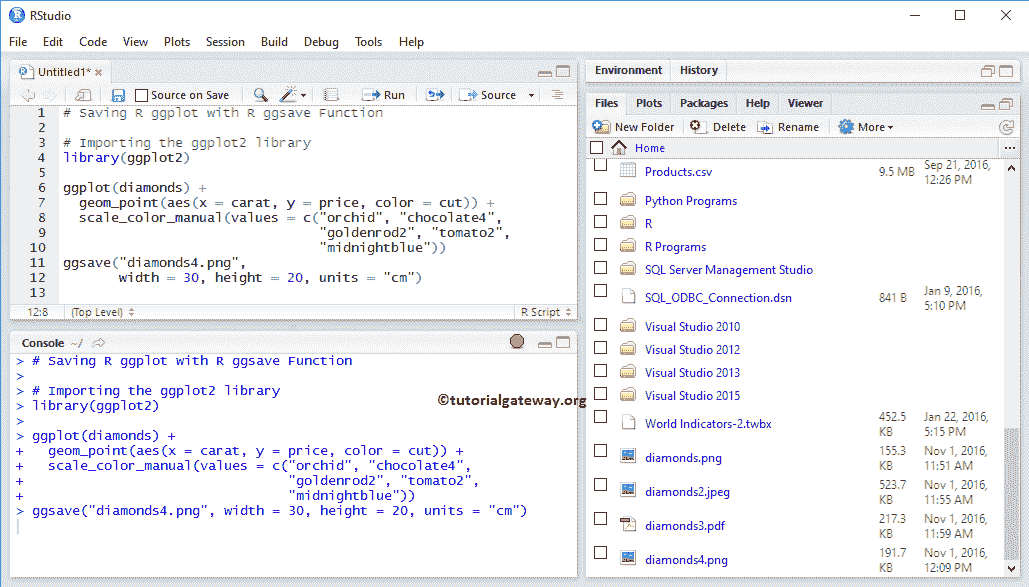 RStudio
File Edit Code View Plots Session Build Debug Tools Help
Untitled1*
Source on Save Run Source
1 # Saving R ggplot with R ggsave Function
2
3 # Importing the ggplot2 library
4 library(ggplot2)
5
6 ggplot(diamonds) +
7   geom_point(aes(x = carat, y = price, color = cut)) +
8   scale_color_manual(values = c("orchid", "chocolate4",
9                                 "goldenrod2", "tomato2",
10                                 "midnightblue"))
11 ggsave("diamonds4.png",
12        width = 30, height = 20, units = "cm")
13
12:8 (Top Level) R Script
Console ~/
> # Saving R ggplot with R ggsave Function
>
> # Importing the ggplot2 library
> library(ggplot2)
>
> ggplot(diamonds) +
+   geom_point(aes(x = carat, y = price, color = cut)) +
+   scale_color_manual(values = c("orchid", "chocolate4",
+                                 "goldenrod2", "tomato2",
+                                 "midnightblue"))
> ggsave("diamonds4.png", width = 30, height = 20, units = "cm")
©tutorialgateway.org
Environment History
Files Plots Packages Help Viewer
New Folder Delete Rename More
Home ...
Products.csv 9.5 MB Sep 21, 2016, 12:26 PM
Python Programs
R
R Programs
SQL Server Management Studio
SQL_ODBC_Connection.dsn 841 B Jan 9, 2016, 5:10 PM
Visual Studio 2010
Visual Studio 2012
Visual Studio 2013
Visual Studio 2015
World Indicators-2.twbx 452.5 KB Jan 22, 2016, 5:15 PM
diamonds.png 155.3 KB Nov 1, 2016, 11:51 AM
diamonds2.jpeg 523.7 KB Nov 1, 2016, 11:55 AM
diamonds3.pdf 217.3 KB Nov 1, 2016, 11:59 AM
diamonds4.png 191.7 KB Nov 1, 2016, 12:09 PM